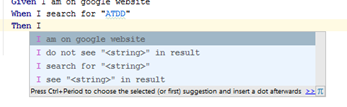 Given I am on google website
When I search for "ATDD"
Then I
I am on google website
I do not see "<string>" in result
I search for "<string>"
I see "<string>" in result
Press Ctrl+Period to choose the selected (or first) suggestion and insert a dot afterwards >> π